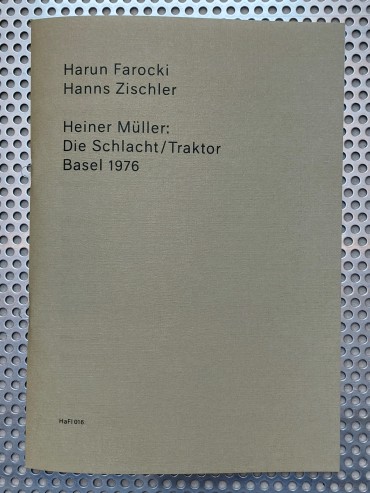 Harun Farocki
Hanns Zischler
Heiner Müller:
Die Schlacht/Traktor
Basel 1976
HaFI 016